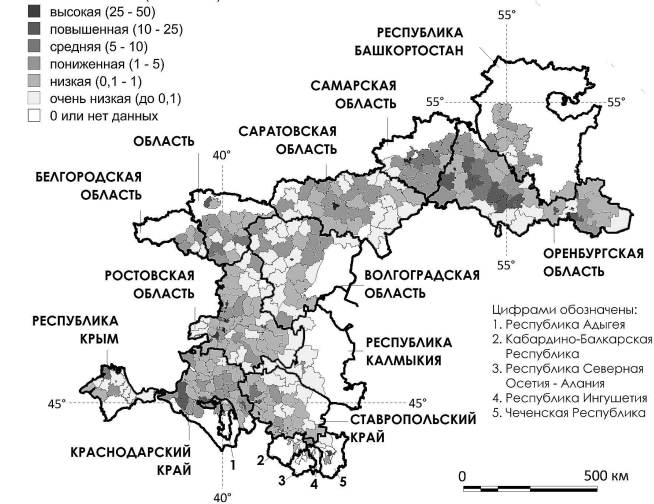 высокая (25 - 50)
повышенная (10 - 25)
средняя (5 - 10)
пониженная (1 - 5)
низкая (0,1 - 1)
очень низкая (до 0,1)
0 или нет данных
55°
РЕСПУБЛИКА
БАШКОРТОСТАН
САМАРСКАЯ
ОБЛАСТЬ
55°
55°
САРАТОВСКАЯ
ОБЛАСТЬ
ОБЛАСТЬ
40°
БЕЛГОРОДСКАЯ
ОБЛАСТЬ
ОРЕНБУРГСКАЯ
ОБЛАСТЬ
55°
РОСТОВСКАЯ
ОБЛАСТЬ
ВОЛГОГРАДСКАЯ
ОБЛАСТЬ
РЕСПУБЛИКА
КРЫМ
РЕСПУБЛИКА
КАЛМЫКИЯ
Цифрами обозначены:
1. Республика Адыгея
2. Кабардино-Балкарская
Республика
3. Республика Северная
Осетия - Алания
4. Республика Ингушетия
5. Чеченская Республика
45°
45°
СТАВРОПОЛЬСКИЙ
КРАЙ
КРАСНОДАРСКИЙ
КРАЙ
1
2
3
4
5
40°
0
500 км